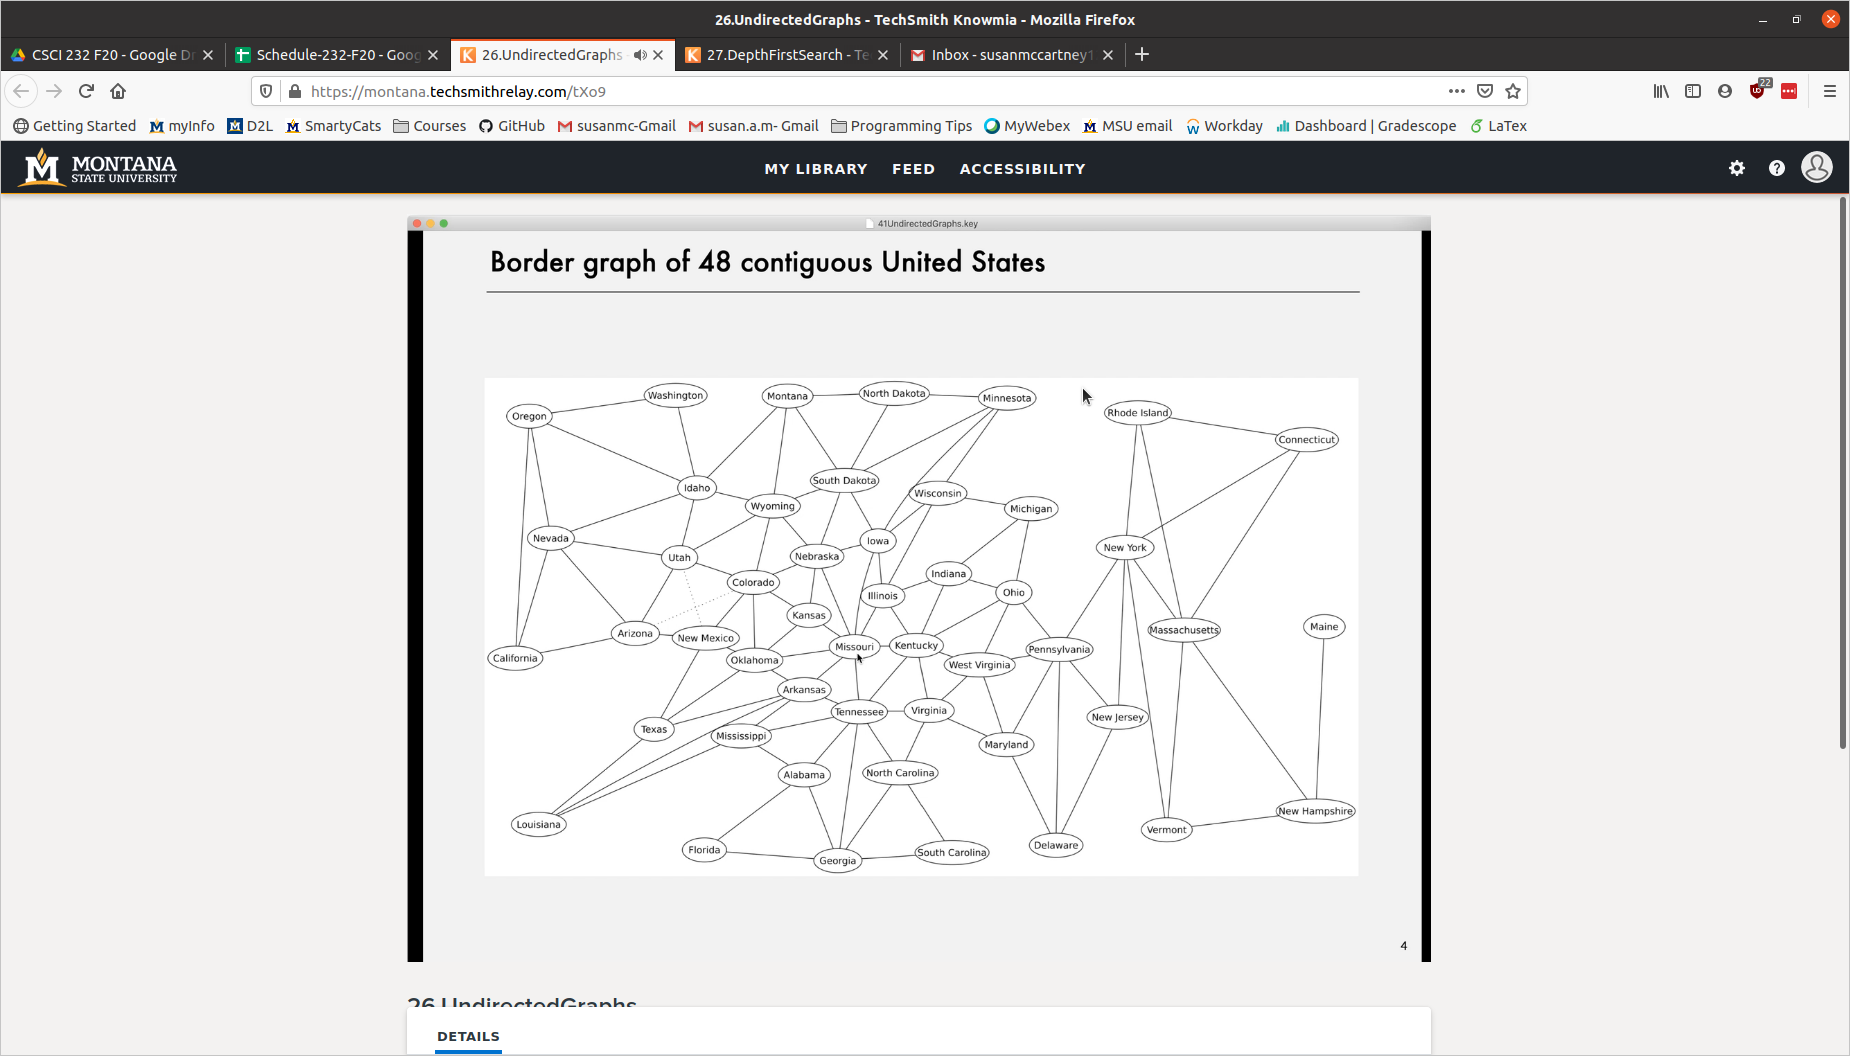 26.UndirectedGraphs - TechSmith Knowmia - Mozilla Firefox
CSCI 232 F20 - Google Dr
Schedule-232-F20 - Goog
26.UndirectedGraphs
27.DepthFirstSearch - Te
Inbox - susanmccartney1
https://montana.techsmithrelay.com/tXo9
22
Getting Started
myInfo
D2L
SmartyCats
Courses
GitHub
susanmc-Gmail
susan.a.m- Gmail
Programming Tips
MyWebex
MSU email
Workday
Dashboard | Gradescope
LaTex
M MONTANA
STATE UNIVERSITY
MY LIBRARY
FEED
ACCESSIBILITY
41UndirectedGraphs.key
Border graph of 48 contiguous United States
Washington
Montana
North Dakota
Minnesota
Oregon
Rhode Island
Connecticut
Idaho
South Dakota
Wisconsin
Wyoming
Michigan
Nevada
Iowa
New York
Utah
Nebraska
Colorado
Indiana
Illinois
Ohio
Kansas
Arizona
New Mexico
Massachusetts
Maine
California
Oklahoma
Missouri
Kentucky
West Virginia
Pennsylvania
Arkansas
Tennessee
Virginia
New Jersey
Texas
Mississippi
Maryland
Alabama
North Carolina
New Hampshire
Louisiana
Vermont
Florida
Georgia
South Carolina
Delaware
4
26.UndirectedGraphs
DETAILS